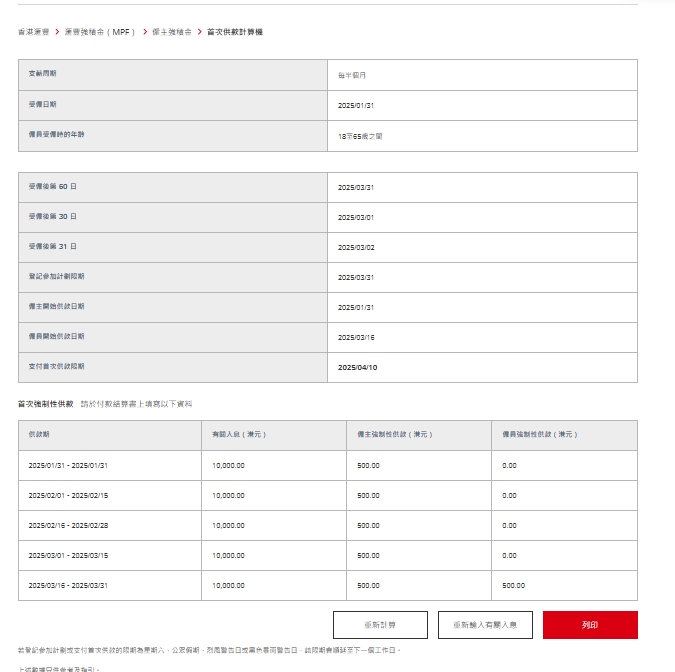 香港滙豐 > 滙豐強積金 ( MPF ) > 僱主強積金 > 首次供款計算機
支薪周期 每半個月
受僱日期 2025/01/31
僱員受僱時的年齡 18至65歲之間
受僱後第 60 日 2025/03/31
受僱後第 30 日 2025/03/01
受僱後第 31 日 2025/03/02
登記參加計劃限期 2025/03/31
僱主開始供款日期 2025/01/31
僱員開始供款日期 2025/03/16
支付首次供款限期 2025/04/10
首次強制性供款 請於付款結算書上填寫以下資料
供款期 有關入息 ( 港元 ) 僱主強制性供款 ( 港元 ) 僱員強制性供款 ( 港元 )
2025/01/31 - 2025/01/31 10,000.00 500.00 0.00
2025/02/01 - 2025/02/15 10,000.00 500.00 0.00
2025/02/16 - 2025/02/28 10,000.00 500.00 0.00
2025/03/01 - 2025/03/15 10,000.00 500.00 0.00
2025/03/16 - 2025/03/31 10,000.00 500.00 500.00
重新計算 重新輸入有關入息 列印
若登記參加計劃或支付首次供款的限期為星期六、公眾假期、烈風警告日或黑色暴雨警告日，該限期會順延至下一個工作日。
上述數據只供參考及指引。